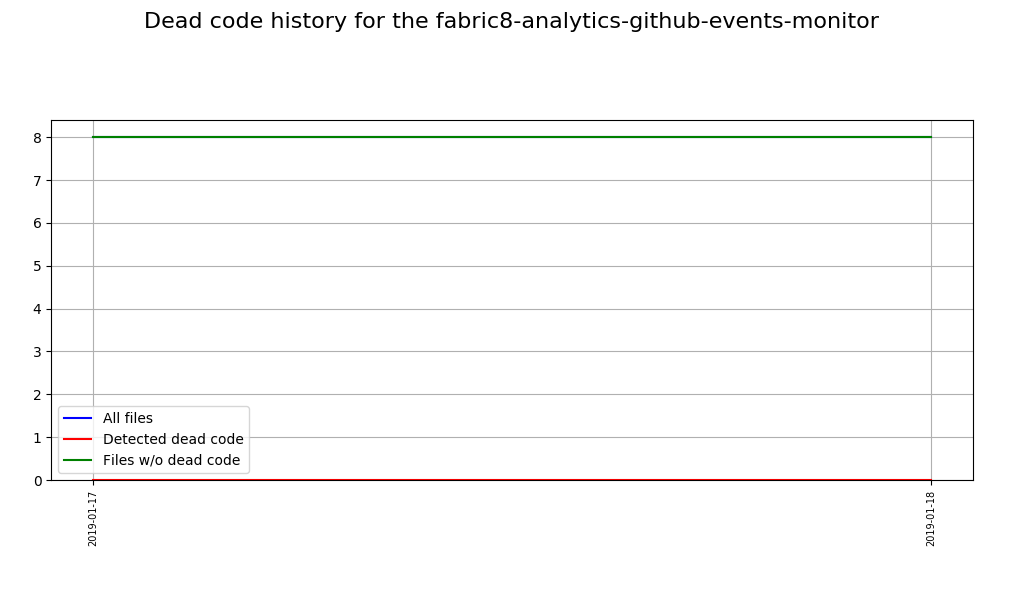 Dead code history for the fabric8-analytics-github-events-monitor
8
7
6
5
4
3
2
1
0
All files
Detected dead code
Files w/o dead code
2019-01-17
2019-01-18